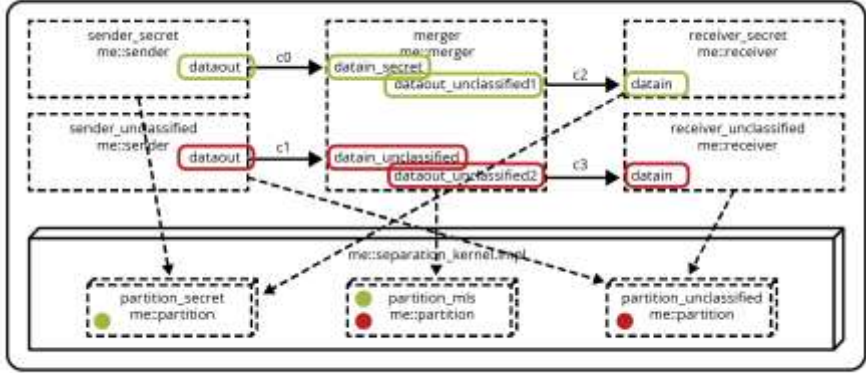 sender_secret
me::sender
dataout
c0
merger
me::merger
datain_secret
dataout_unclassified1
c2
receiver_secret
me::receiver
datain
sender_unclassified
me::sender
dataout
c1
datain_unclassified
dataout_unclassified2
c3
receiver_unclassified
me::receiver
datain
me::separation_kernel.impl
partition_secret
me::partition
partition_mls
me::partition
partition_unclassified
me::partition